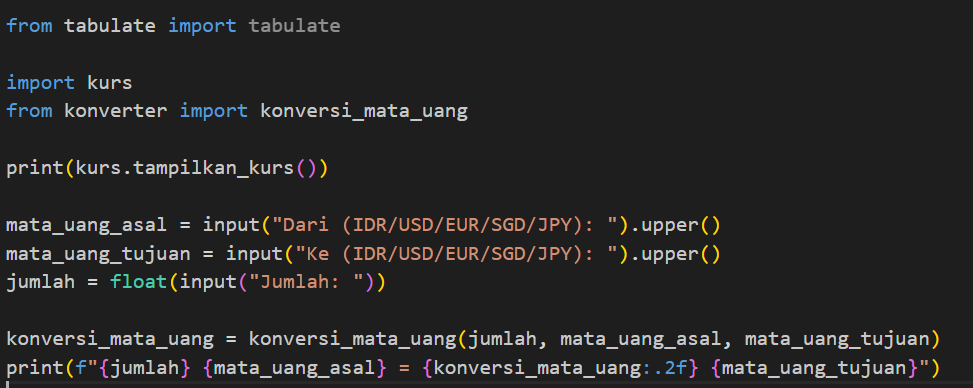 from tabulate import tabulate
import kurs
from konverter import konversi_mata_uang
print(kurs.tampilkan_kurs())
mata_uang_asal = input("Dari (IDR/USD/EUR/SGD/JPY): ").upper()
mata_uang_tujuan = input("Ke (IDR/USD/EUR/SGD/JPY): ").upper()
jumlah = float(input("Jumlah: "))
konversi_mata_uang = konversi_mata_uang(jumlah, mata_uang_asal, mata_uang_tujuan)
print(f"{jumlah} {mata_uang_asal} = {konversi_mata_uang:.2f} {mata_uang_tujuan}")